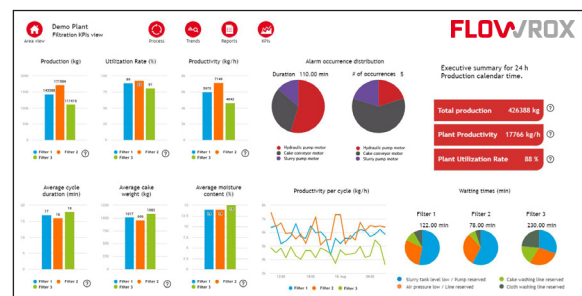 Demo Plant
Filtration KPIs view
Area view
Process
Trends
Reports
KPIs
FLOWROX
Production (kg)
Utilization Rate (%)
Productivity (kg/h)
Alarm occurrence distribution
Duration 110.00 min
# of occurrences 5
Executive summary for 24 h
Production calendar time.
Total production 426388 kg
Plant Productivity 17766 kg/h
Plant Utilization Rate 88 %
Hydraulic pump motor
Cake conveyor motor
Slurry pump motor
Hydraulic pump motor
Cake conveyor motor
Slurry pump motor
Filter 1 Filter 2
Filter 3
Filter 1 Filter 2
Filter 3
Filter 1 Filter 2
Filter 3
Average cycle
duration (min)
Average cake
weight (kg)
Average moisture
content (%)
Productivity per cycle (kg/h)
Waiting times (min)
Filter 1
122.00 min
Filter 2
78.00 min
Filter 3
230.00 min
17
16
18
Filter 1 Filter 2
Filter 3
Filter 1 Filter 2
Filter 3
Filter 1 Filter 2
Filter 3
Filter 1 Filter 2 Filter 3
Slurry tank level low / Pump reserved
Cake washing line reserved
Air pressure low / Line reserved
Cloth washing line reserved